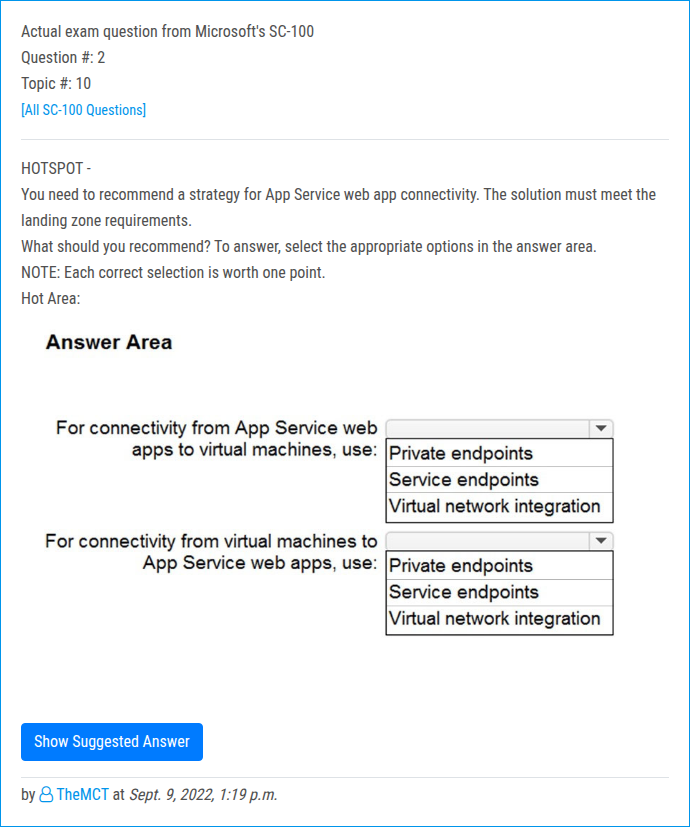 Actual exam question from Microsoft's SC-100
Question #: 2
Topic #: 10
[All SC-100 Questions]
HOTSPOT -
You need to recommend a strategy for App Service web app connectivity. The solution must meet the
landing zone requirements.
What should you recommend? To answer, select the appropriate options in the answer area.
NOTE: Each correct selection is worth one point.
Hot Area:
Answer Area
For connectivity from App Service web
apps to virtual machines, use:
Private endpoints
Service endpoints
Virtual network integration
For connectivity from virtual machines to
App Service web apps, use:
Private endpoints
Service endpoints
Virtual network integration
Show Suggested Answer
by TheMCT at Sept. 9, 2022, 1:19 p.m.